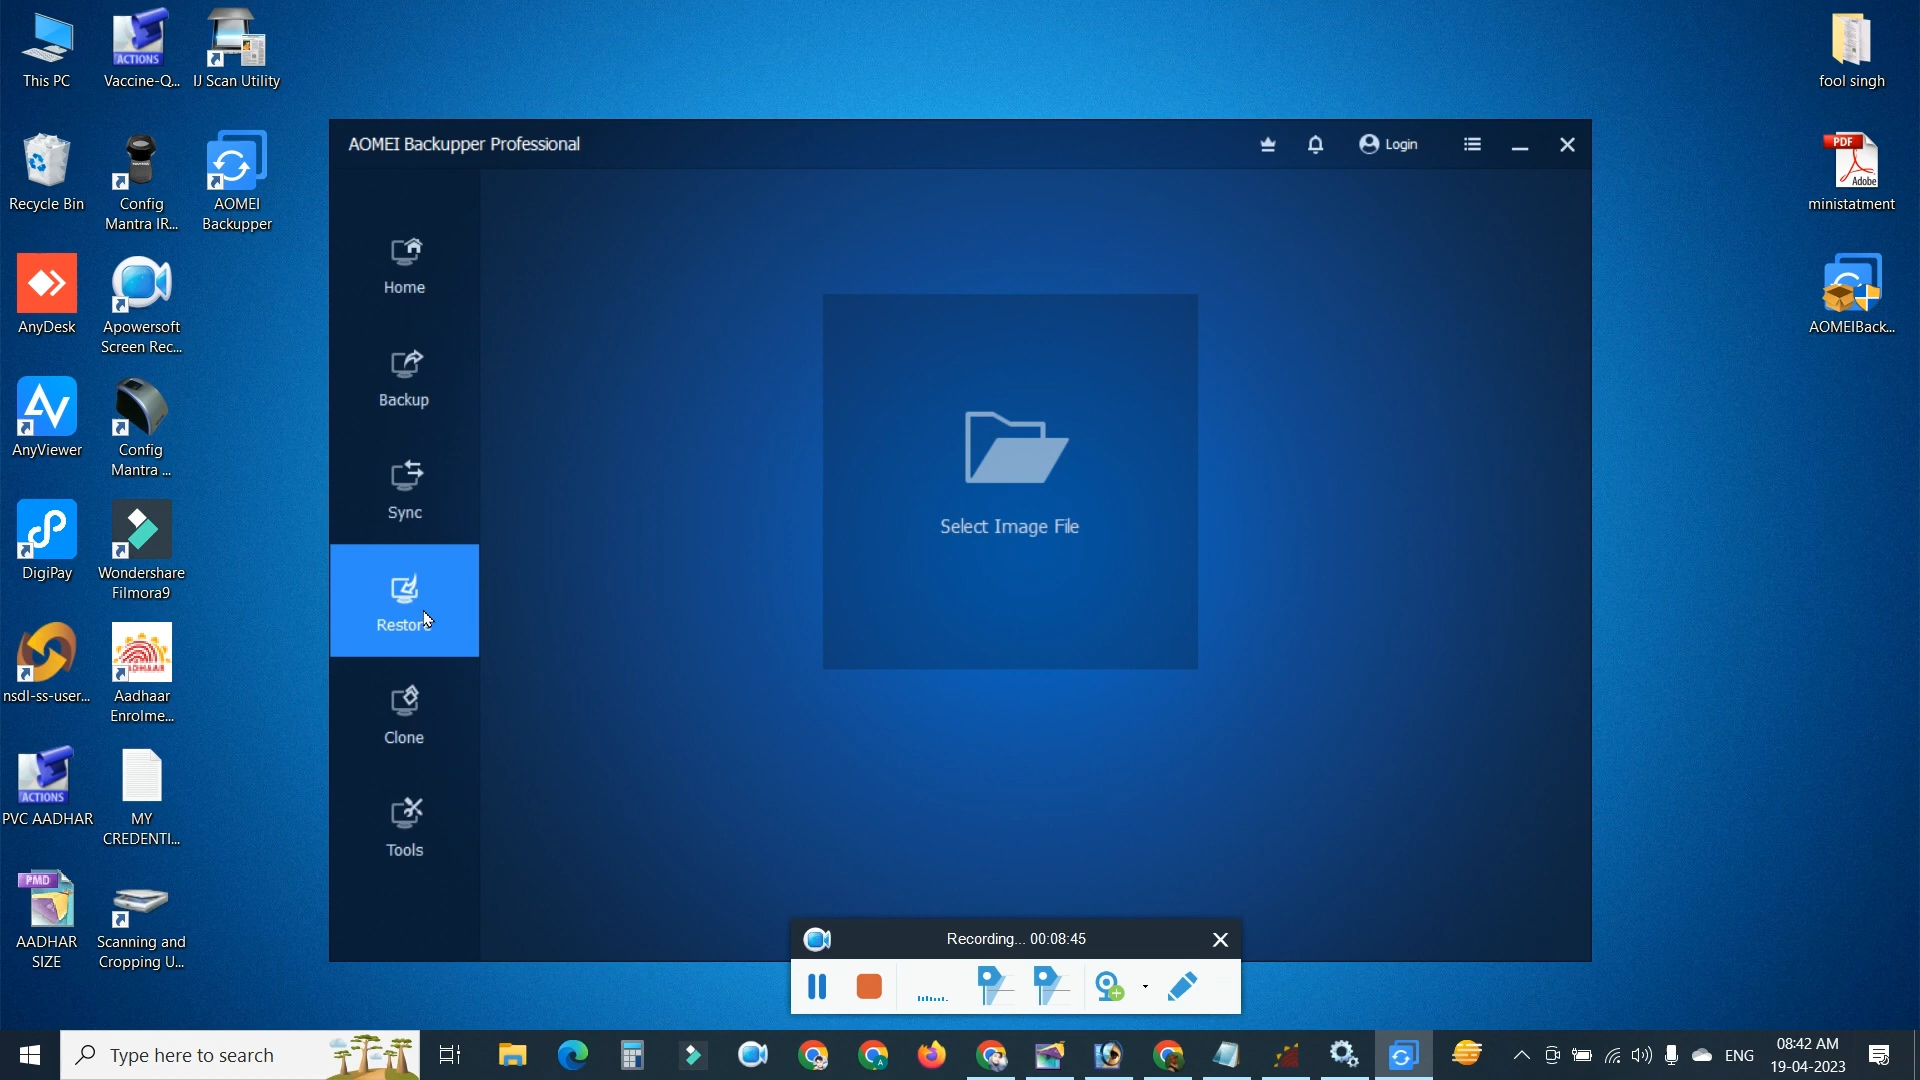 This PC
Vaccine-Q...
IJ Scan Utility
fool singh
ACTIONS
Recycle Bin
Config
Mantra IR...
AOMEI
Backupper
PDF
Adobe
ministatment
AnyDesk
Apowersoft
Screen Rec...
AOMEIBack...
AnyViewer
Config
Mantra ...
DigiPay
Wondershare
Filmora9
nsdl-ss-user...
Aadhaar
Enrolme...
ACTIONS
PVC AADHAR
MY
CREDENTI...
PMD
AADHAR
SIZE
Scanning and
Cropping U...
AOMEI Backupper Professional
Login
Home
Backup
Sync
Restore
Clone
Tools
Select Image File
Recording... 00:08:45
Type here to search
ENG
08:42 AM
19-04-2023